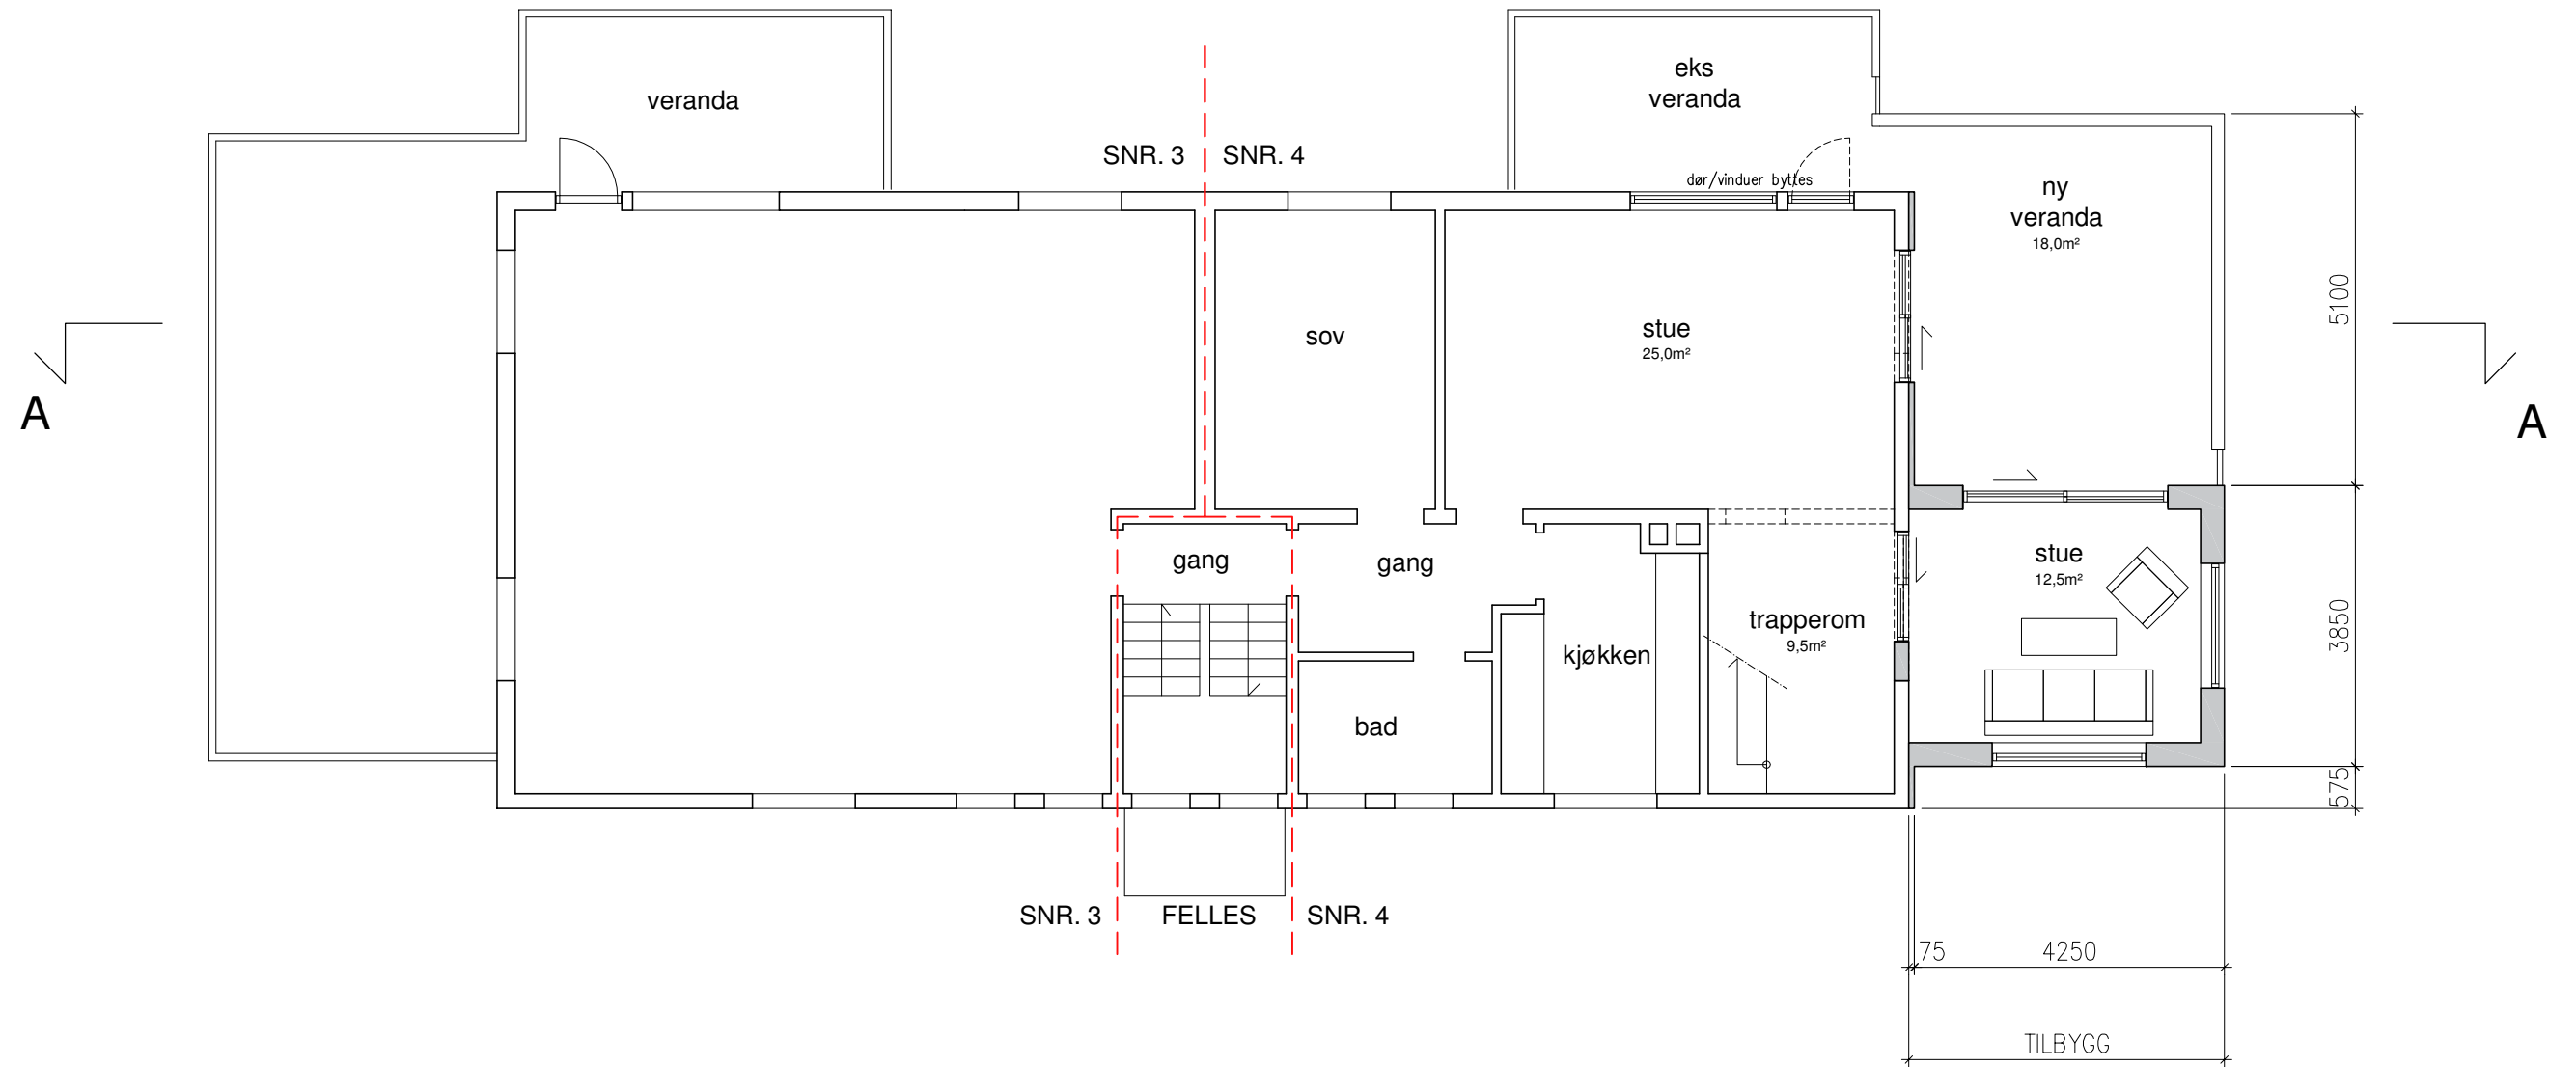 eks
veranda
veranda
SNR. 3
SNR. 4
dør/vinduer byttes
ny
veranda
18,0m²
5100
A
A
sov
stue
25,0m²
gang
gang
stue
12,5m²
trapperom
9,5m²
kjøkken
3850
bad
575
SNR. 3
FELLES
SNR. 4
75
4250
TILBYGG